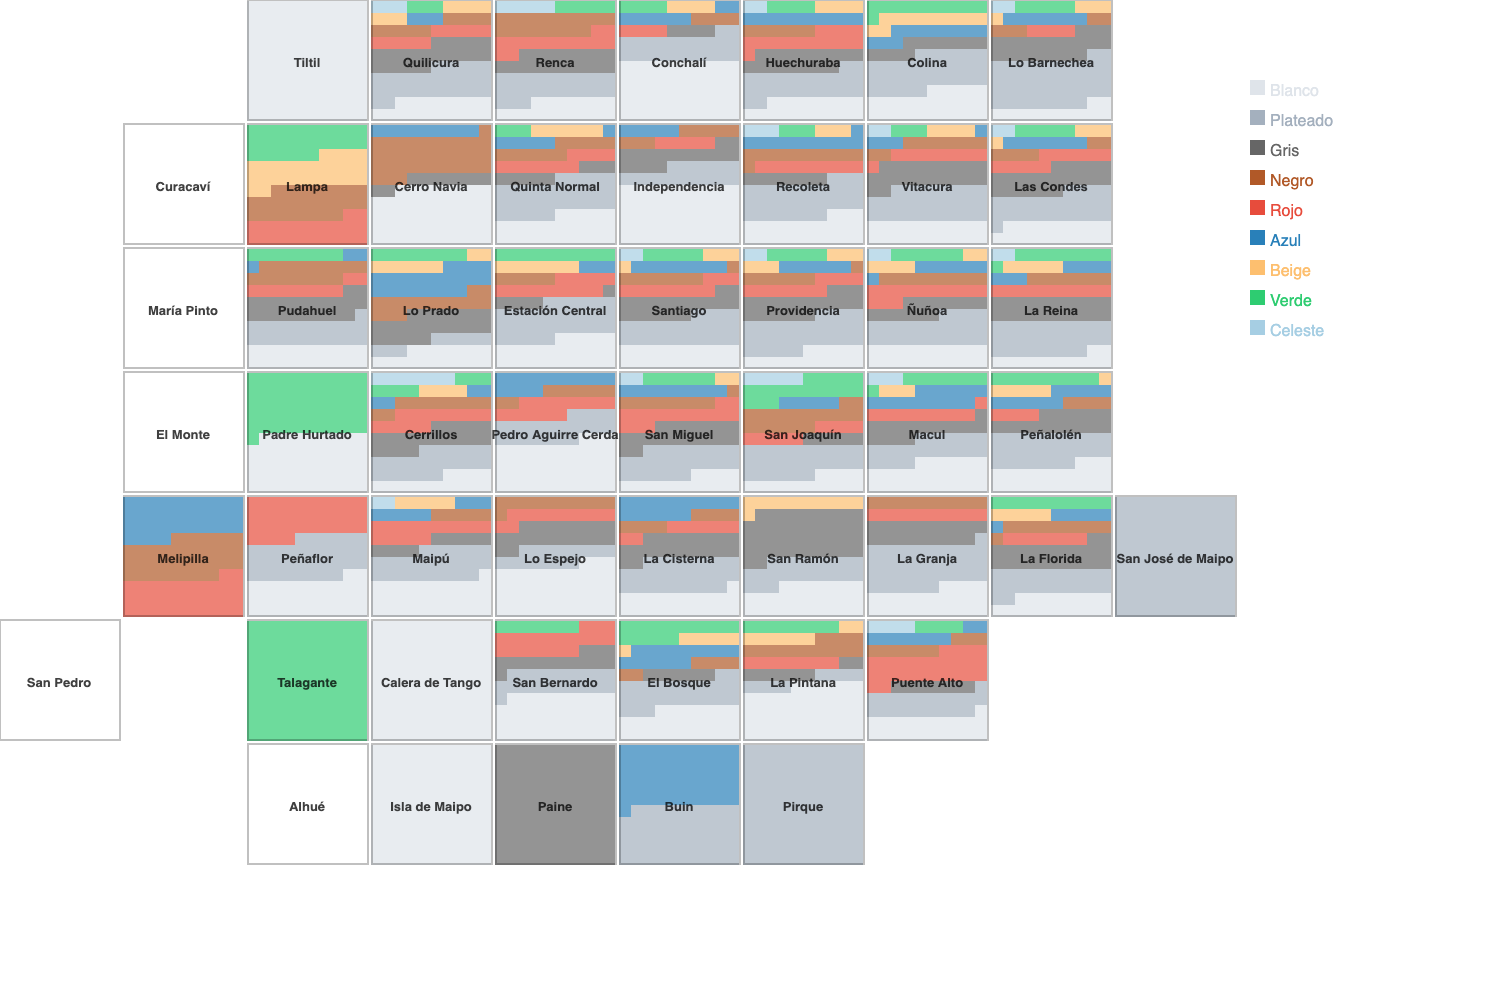 Tiltil
Quilicura
Renca
Conchalí
Huechuraba
Colina
Lo Barnechea
Curacaví
Lampa
Cerro Navia
Quinta Normal
Independencia
Recoleta
Vitacura
Las Condes
María Pinto
Pudahuel
Lo Prado
Estación Central
Santiago
Providencia
Ñuñoa
La Reina
El Monte
Padre Hurtado
Cerrillos
Pedro Aguirre Cerda
San Miguel
San Joaquín
Macul
Peñalolén
Melipilla
Peñaflor
Maipú
Lo Espejo
La Cisterna
San Ramón
La Granja
La Florida
San José de Maipo
San Pedro
Talagante
Calera de Tango
San Bernardo
El Bosque
La Pintana
Puente Alto
Alhué
Isla de Maipo
Paine
Buin
Pirque
Blanco
Plateado
Gris
Negro
Rojo
Azul
Beige
Verde
Celeste